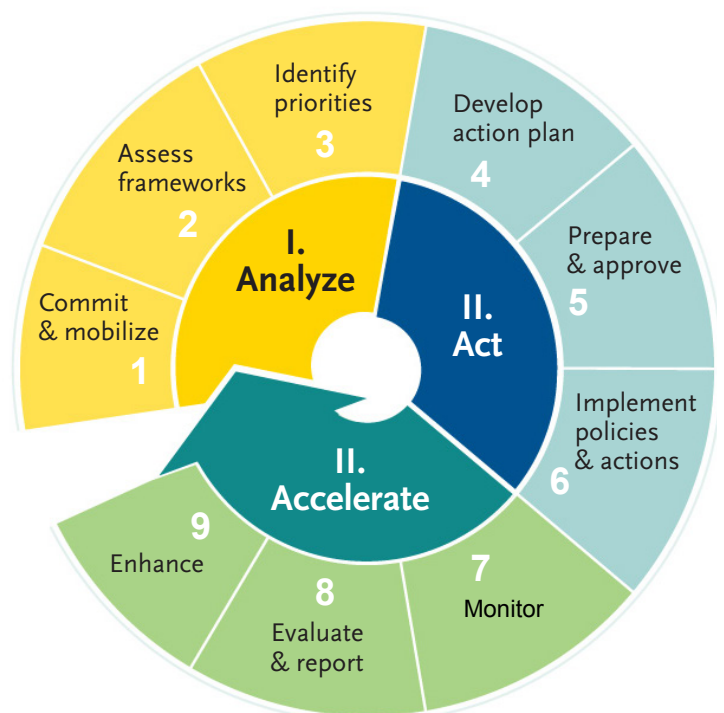 I.
Analyze
Commit
& mobilize
1
Assess
frameworks
2
Identify
priorities
3
II.
Act
Develop
action plan
4
Prepare
& approve
5
Implement
policies
& actions
6
II.
Accelerate
7
Monitor
8
Evaluate
& report
9
Enhance